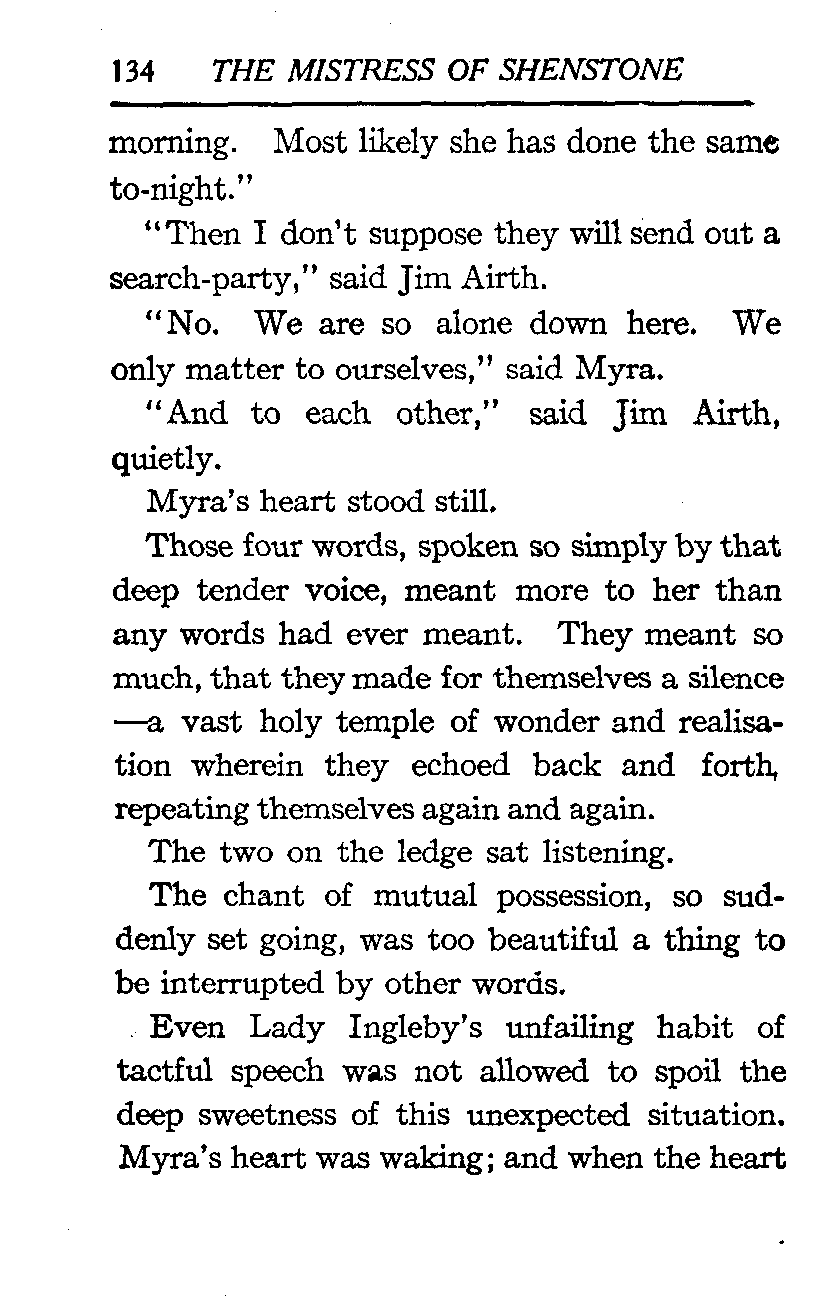 134 THE MISTRESS OF SHENSTONE
morning. Most likely she has done the same
to-night."
"Then I don't suppose they will send out a
search-party," said Jim Airth.
"No. We are so alone down here. We
only matter to ourselves," said Myra.
"And to each other," said Jim Airth,
quietly.
Myra's heart stood still.
Those four words, spoken so simply by that
deep tender voice, meant more to her than
any words had ever meant. They meant so
much, that they made for themselves a silence
—a vast holy temple of wonder and realisa-
tion wherein they echoed back and forth,
repeating themselves again and again.
The two on the ledge sat listening.
The chant of mutual possession, so sud-
denly set going, was too beautiful a thing to
be interrupted by other words.
Even Lady Ingleby's unfailing habit of
tactful speech was not allowed to spoil the
deep sweetness of this unexpected situation.
Myra's heart was waking; and when the heart